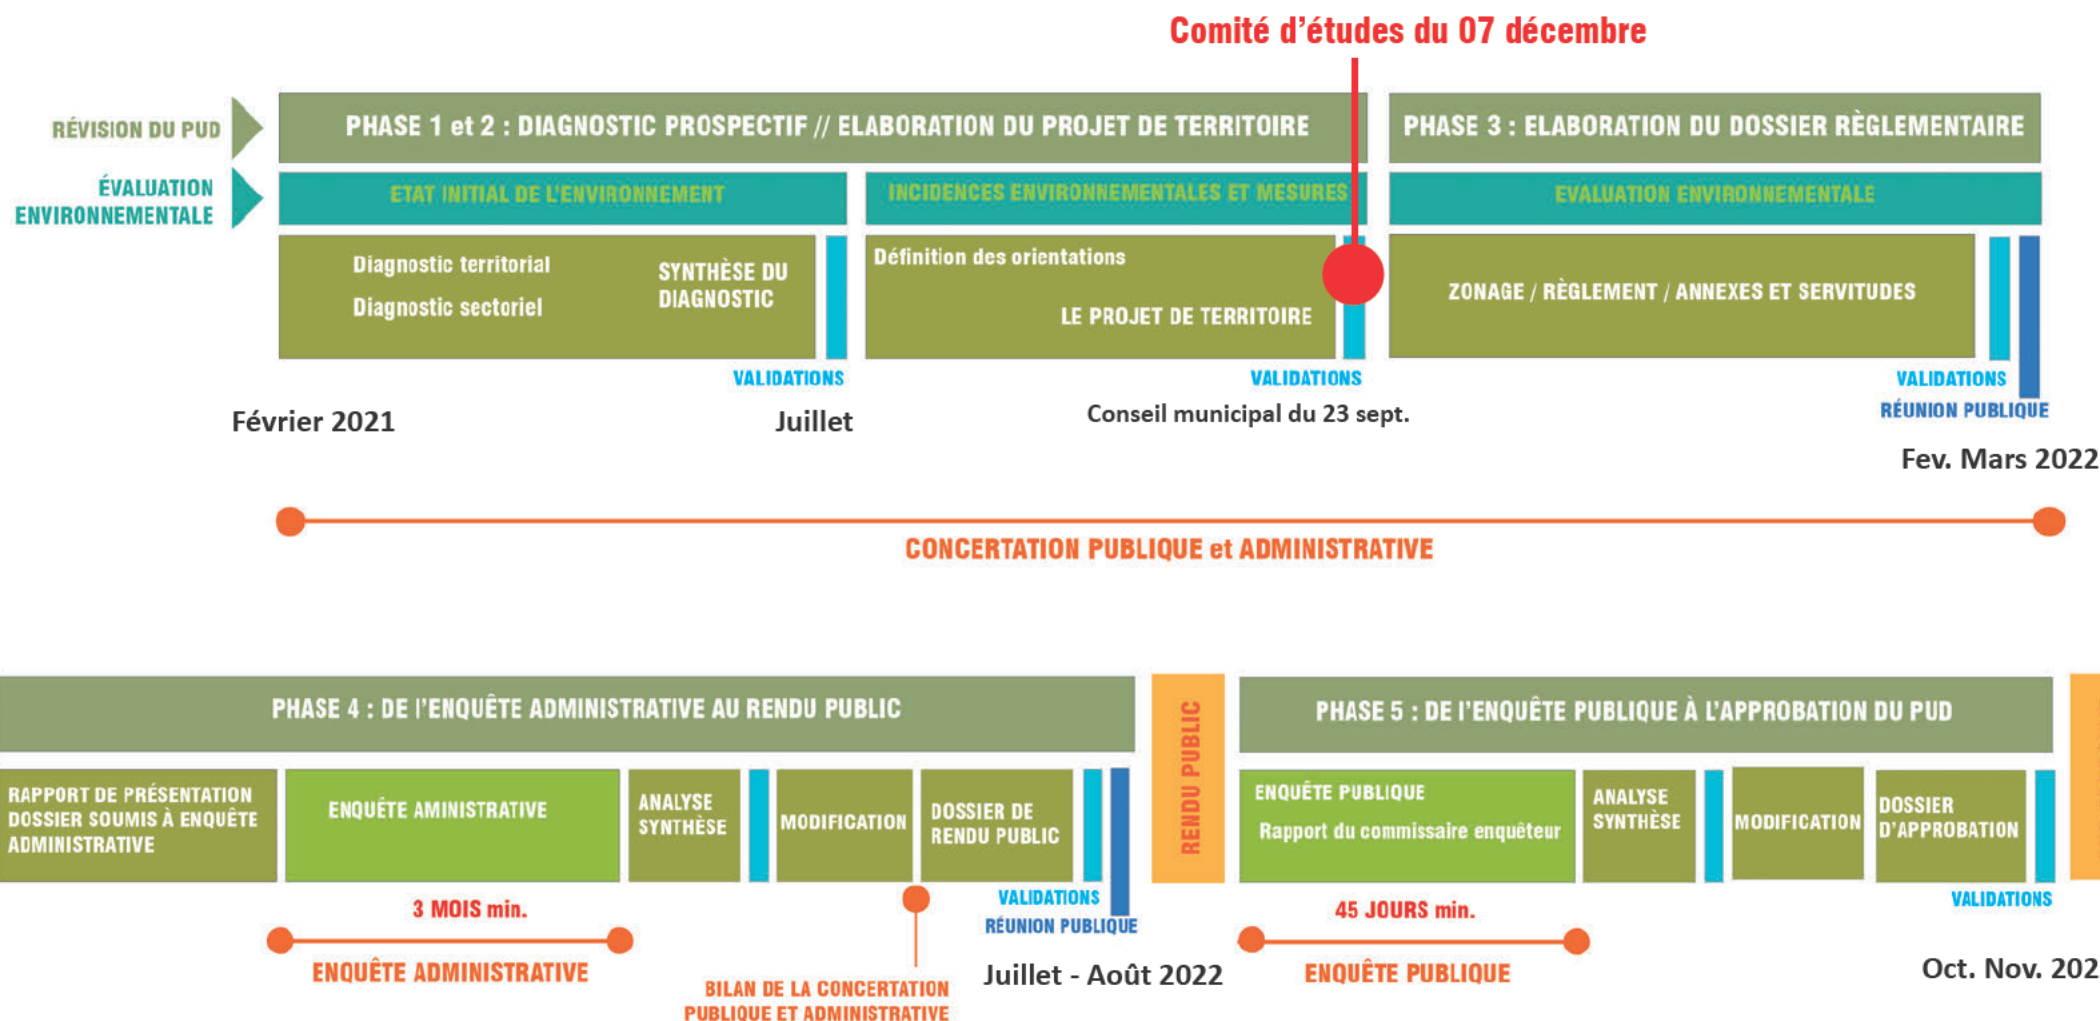 Comité d'études du 07 décembre
RÉVISION DU PUD
PHASE 1 et 2 : DIAGNOSTIC PROSPECTIF // ELABORATION DU PROJET DE TERRITOIRE
PHASE 3 : ELABORATION DU DOSSIER RÈGLEMENTAIRE
ÉVALUATION
ENVIRONNEMENTALE
ETAT INITIAL DE L'ENVIRONNEMENT
INCIDENCES ENVIRONNEMENTALES ET MESURES
EVALUATION ENVIRONNEMENTALE
Diagnostic territorial
Diagnostic sectoriel
SYNTHÈSE DU
DIAGNOSTIC
Définition des orientations
LE PROJET DE TERRITOIRE
ZONAGE / RÈGLEMENT / ANNEXES ET SERVITUDES
VALIDATIONS
VALIDATIONS
VALIDATIONS
RÉUNION PUBLIQUE
Février 2021
Juillet
Conseil municipal du 23 sept.
Fev. Mars 2022
CONCERTATION PUBLIQUE et ADMINISTRATIVE
PHASE 4 : DE l'ENQUÊTE ADMINISTRATIVE AU RENDU PUBLIC
RENDU PUBLIC
PHASE 5 : DE l'ENQUÊTE PUBLIQUE À L'APPROBATION DU PUD
RAPPORT DE PRÉSENTATION
DOSSIER SOUMIS À ENQUÊTE
ADMINISTRATIVE
ENQUÊTE AMINISTRATIVE
ANALYSE
SYNTHÈSE
MODIFICATION
DOSSIER DE
RENDU PUBLIC
ENQUÊTE PUBLIQUE
Rapport du commissaire enquêteur
ANALYSE
SYNTHÈSE
MODIFICATION
DOSSIER
D'APPROBATION
3 MOIS min.
ENQUÊTE ADMINISTRATIVE
BILAN DE LA CONCERTATION
PUBLIQUE ET ADMINISTRATIVE
VALIDATIONS
RÉUNION PUBLIQUE
Juillet - Août 2022
45 JOURS min.
ENQUÊTE PUBLIQUE
VALIDATIONS
Oct. Nov. 202